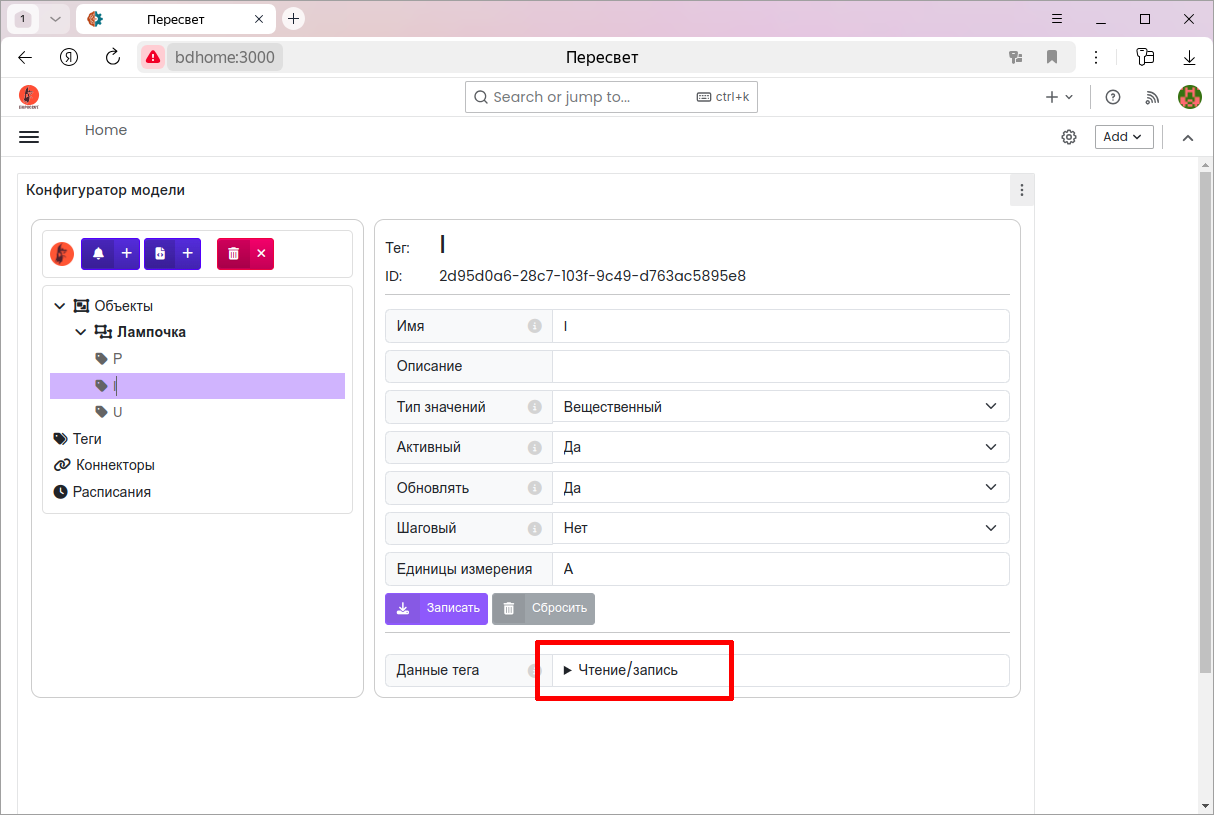 1
Пересвет
bdhome:3000
Пересвет
Search or jump to...
ctrl+k
Home
Add
Конфигуратор модели
Объекты
Лампочка
P
I
U
Теги
Коннекторы
Расписания
Тег: I
ID: 2d95d0a6-28c7-103f-9c49-d763ac5895e8
Имя I
Описание
Тип значений Вещественный
Активный Да
Обновлять Да
Шаговый Нет
Единицы измерения А
Записать Сбросить
Данные тега Чтение/запись